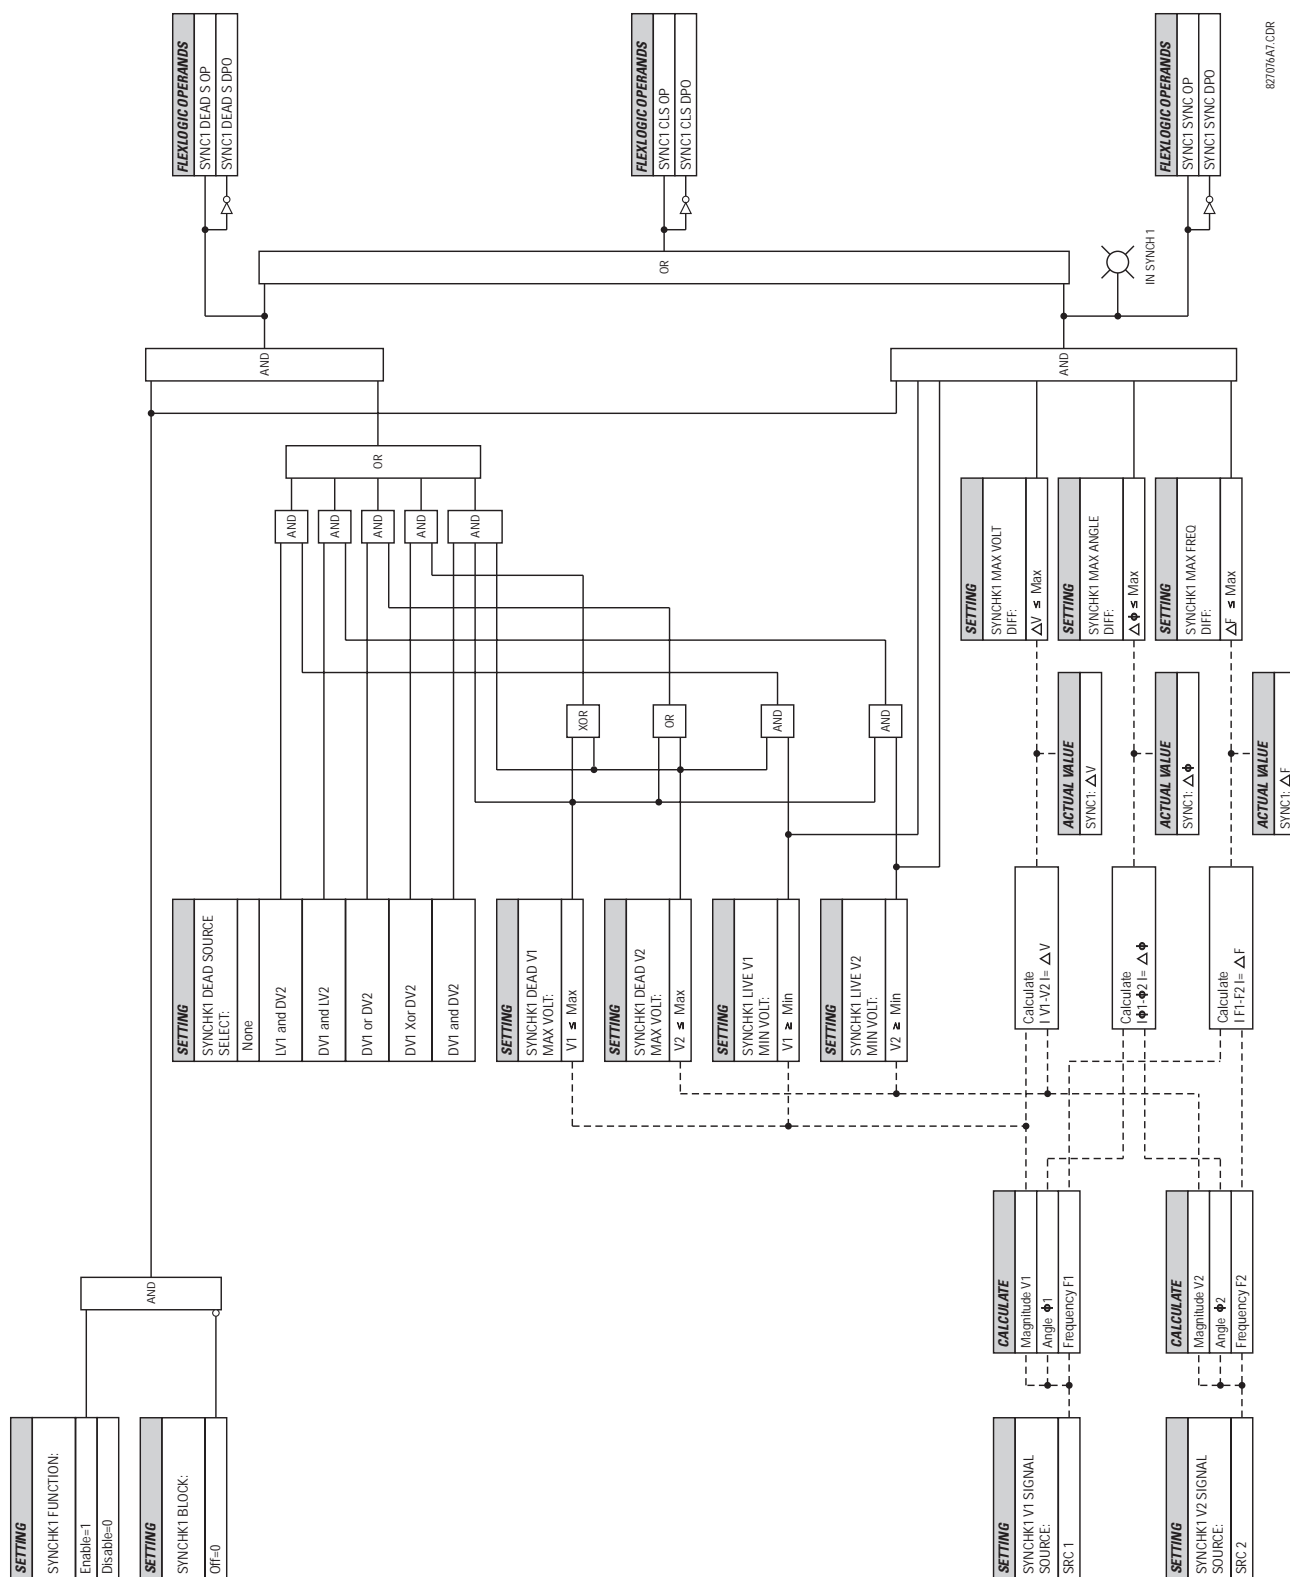 SETTING
SYNCHK1 FUNCTION:
Enable=1
Disable=0
SETTING
SYNCHK1 BLOCK:
Off=0
AND
SETTING
SYNCHK1 DEAD SOURCE
SELECT:
None
LV1 and DV2
DV1 and LV2
DV1 or DV2
DV1 Xor DV2
DV1 and DV2
SETTING
SYNCHK1 DEAD V1
MAX VOLT:
V1 ≤ Max
SETTING
SYNCHK1 DEAD V2
MAX VOLT:
V2 ≤ Max
SETTING
SYNCHK1 LIVE V1
MIN VOLT:
V1 ≥ Min
SETTING
SYNCHK1 LIVE V2
MIN VOLT:
V2 ≥ Min
XOR
OR
AND
AND
AND
AND
AND
AND
AND
OR
AND
FLEXLOGIC OPERANDS
SYNC1 DEAD S OP
SYNC1 DEAD S DPO
OR
FLEXLOGIC OPERANDS
SYNC1 CLS OP
SYNC1 CLS DPO
SETTING
SYNCHK1 V1 SIGNAL
SOURCE:
SRC 1
SETTING
SYNCHK1 V2 SIGNAL
SOURCE:
SRC 2
CALCULATE
Magnitude V1
Angle Φ1
Frequency F1
CALCULATE
Magnitude V2
Angle Φ2
Frequency F2
Calculate
I V1-V2 I= △V
Calculate
I Φ1-Φ2 I= △Φ
Calculate
I F1-F2 I= △F
ACTUAL VALUE
SYNC1: △V
ACTUAL VALUE
SYNC1: △Φ
ACTUAL VALUE
SYNC1: △F
SETTING
SYNCHK1 MAX VOLT
DIFF:
△V ≤ Max
SETTING
SYNCHK1 MAX ANGLE
DIFF:
△Φ ≤ Max
SETTING
SYNCHK1 MAX FREQ
DIFF:
△F ≤ Max
AND
IN SYNCH 1
FLEXLOGIC OPERANDS
SYNC1 SYNC OP
SYNC1 SYNC DPO
827076A7.CDR